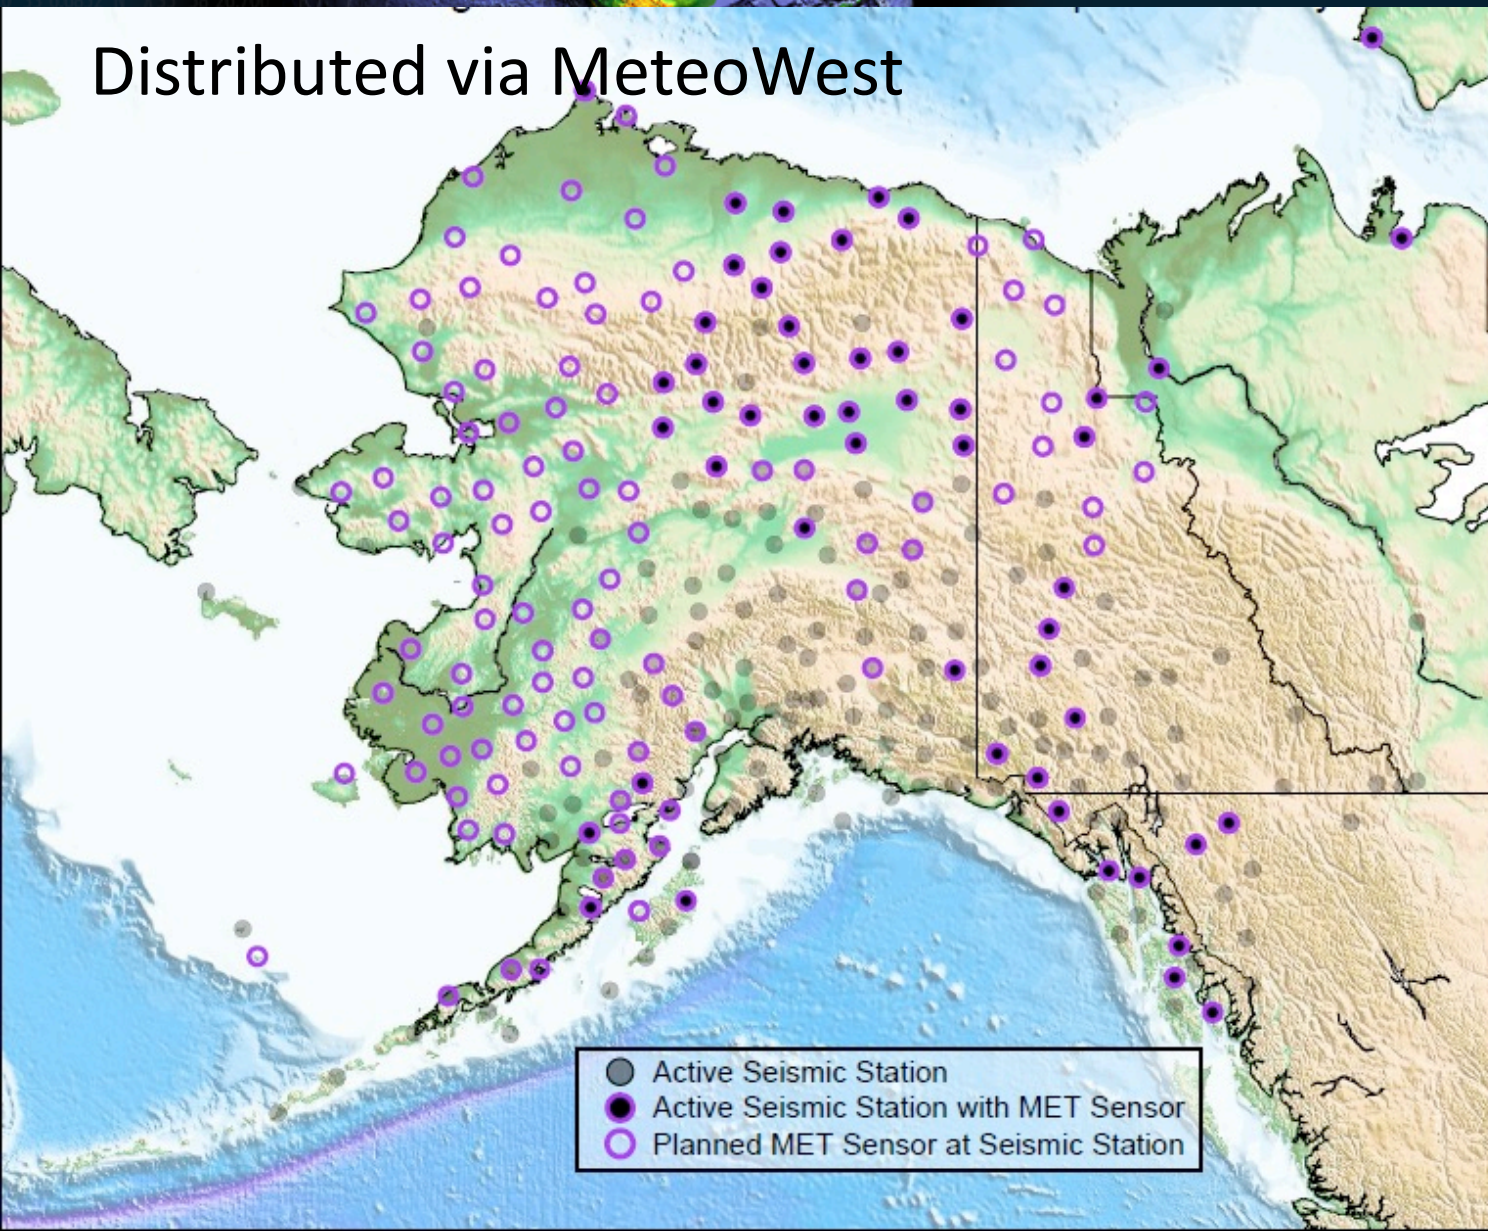 Distributed via MeteoWest
Active Seismic Station
Active Seismic Station with MET Sensor
Planned MET Sensor at Seismic Station